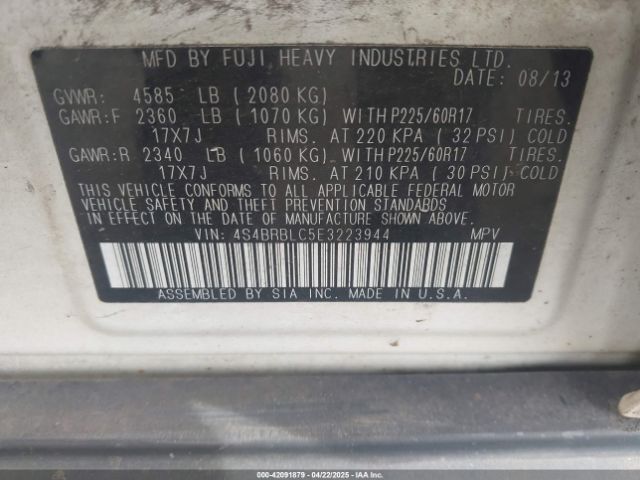 MFD BY FUJI HEAVY INDUSTRIES LTD.
DATE: 08/13
GVWR: 4585 LB ( 2080 KG)
GAWR:F 2360 LB ( 1070 KG) WITH P225/60R17 TIRES.
17X7J RIMS. AT 220 KPA ( 32 PSI) COLD
GAWR:R 2340 LB ( 1060 KG) WITH P225/60R17 TIRES.
17X7J RIMS. AT 210 KPA ( 30 PSI) COLD
THIS VEHICLE CONFORMS TO ALL APPLICABLE FEDERAL MOTOR
VEHICLE SAFETY AND THEFT PREVENTION STANDARDS
IN EFFECT ON THE DATE OF MANUFACTURE SHOWN ABOVE.
VIN: 4S4BRBLC5E3223944 MPV
ASSEMBLED BY SIA INC. MADE IN U.S.A.
00-42091879 - 04/22/2025 - IAAI.COM